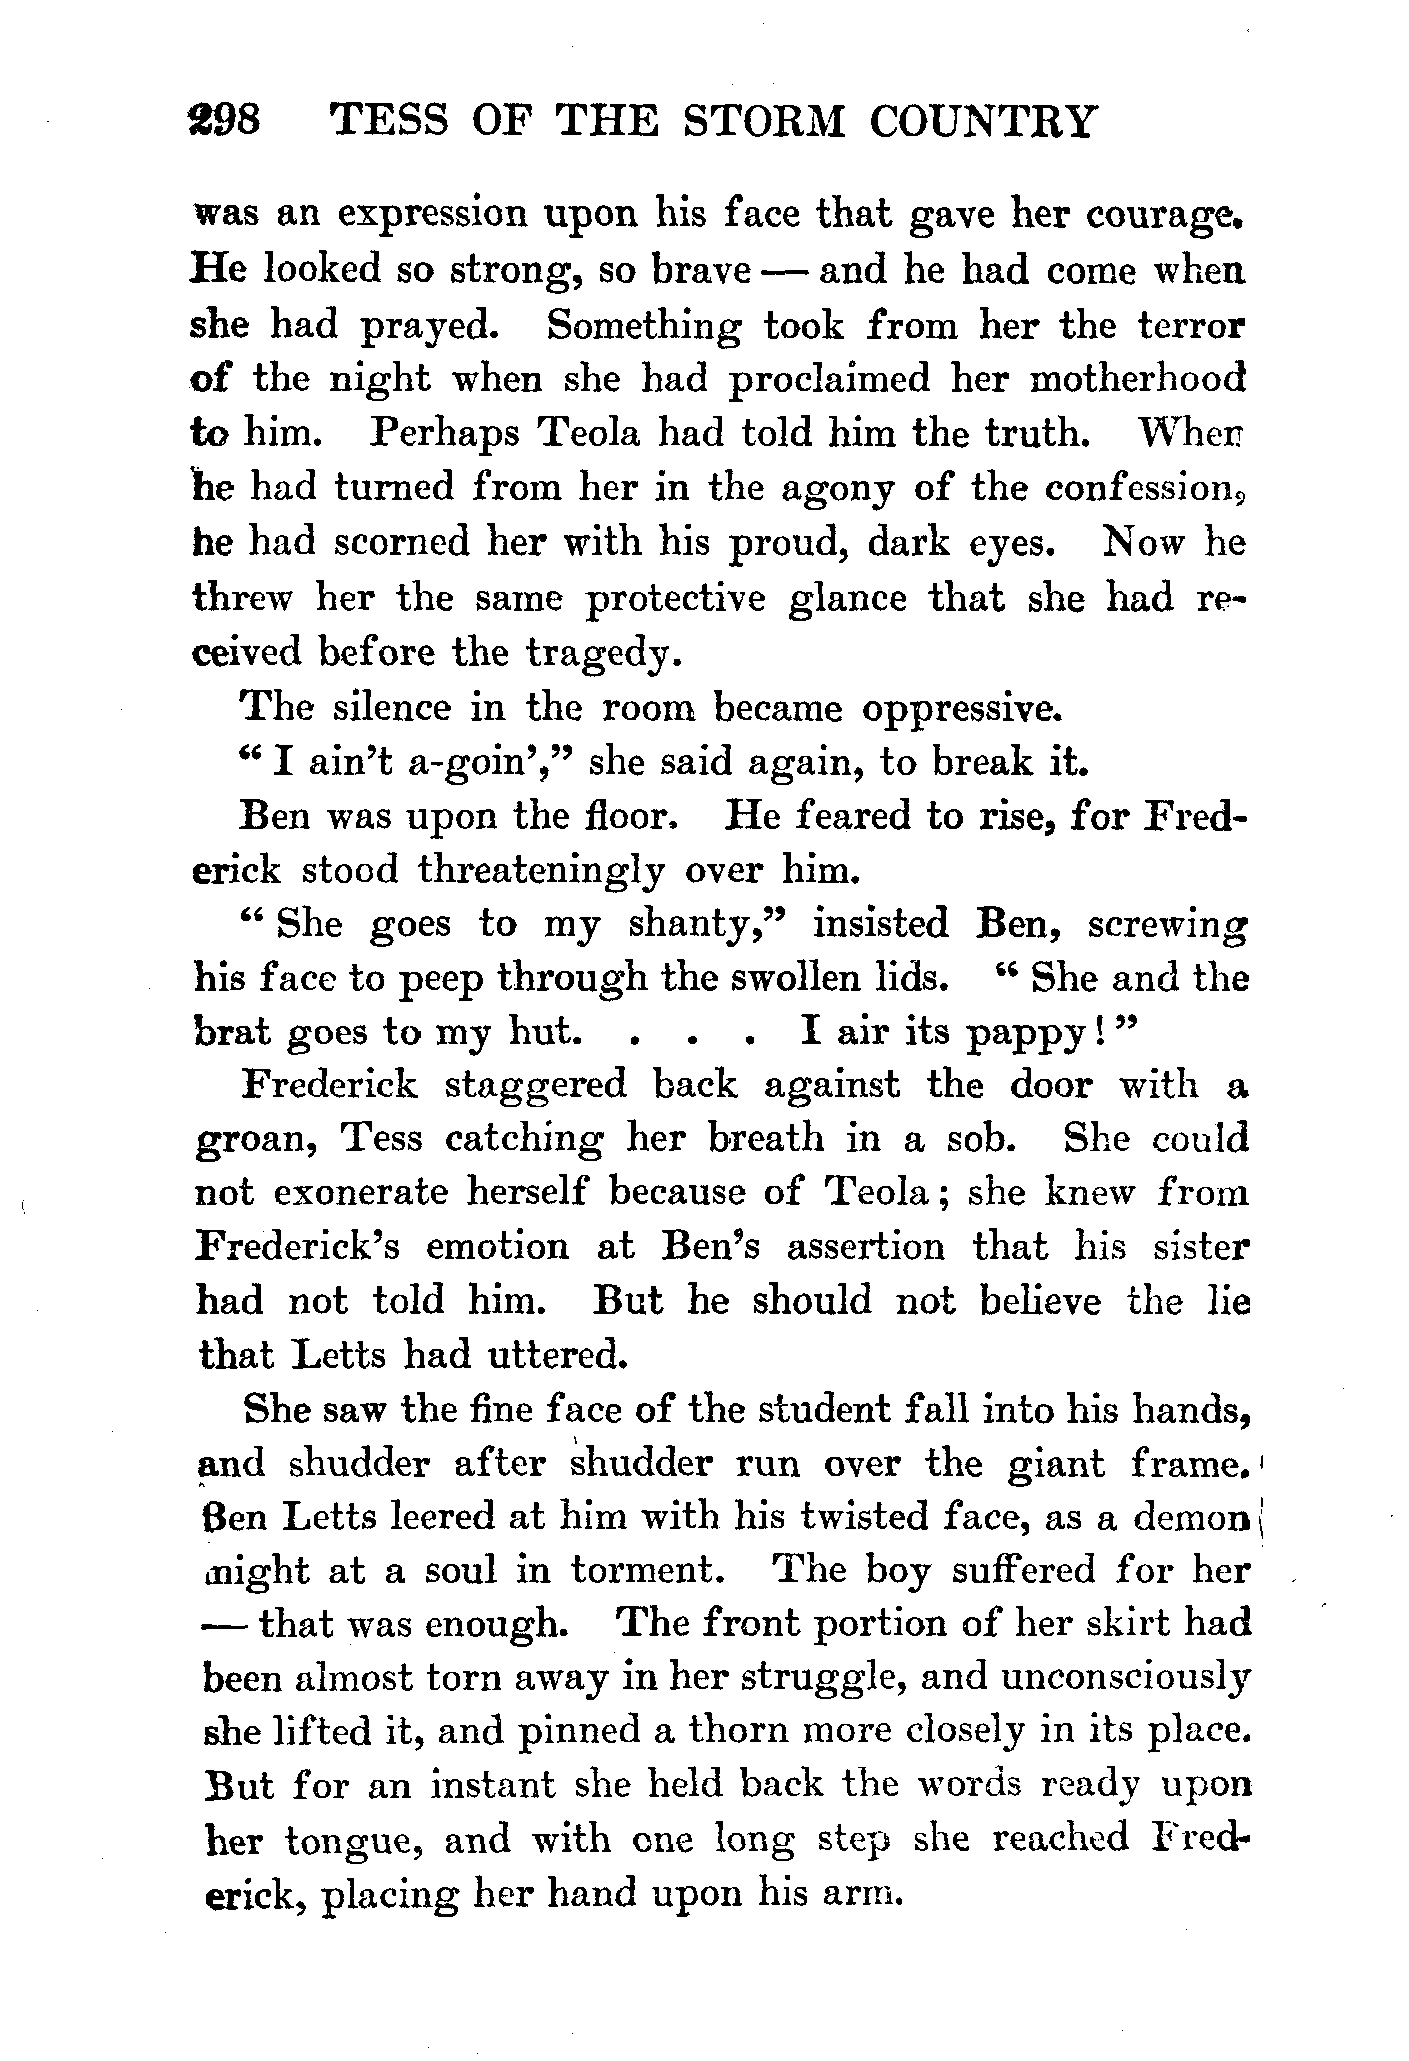 298 TESS OF THE STORM COUNTRY
was an expression upon his face that gave her courage.
He looked so strong, so brave — and he had come when
she had prayed. Something took from her the terror
of the night when she had proclaimed her motherhood
to him. Perhaps Teola had told him the truth. When
he had turned from her in the agony of the confession,
he had scorned her with his proud, dark eyes. Now he
threw her the same protective glance that she had re-
ceived before the tragedy.
The silence in the room became oppressive.
“ I ain’t a-goin’,” she said again, to break it.
Ben was upon the floor. He feared to rise, for Fred-
erick stood threateningly over him.
“ She goes to my shanty,” insisted Ben, screwing
his face to peep through the swollen lids. “ She and the
brat goes to my hut. . . . I air its pappy! ”
Frederick staggered back against the door with a
groan, Tess catching her breath in a sob. She could
not exonerate herself because of Teola; she knew from
Frederick’s emotion at Ben’s assertion that his sister
had not told him. But he should not believe the lie
that Letts had uttered.
She saw the fine face of the student fall into his hands,
and shudder after shudder run over the giant frame.
Ben Letts leered at him with his twisted face, as a demon
might at a soul in torment. The boy suffered for her
— that was enough. The front portion of her skirt had
been almost torn away in her struggle, and unconsciously
she lifted it, and pinned a thorn more closely in its place.
But for an instant she held back the words ready upon
her tongue, and with one long step she reached Fred-
erick, placing her hand upon his arm.